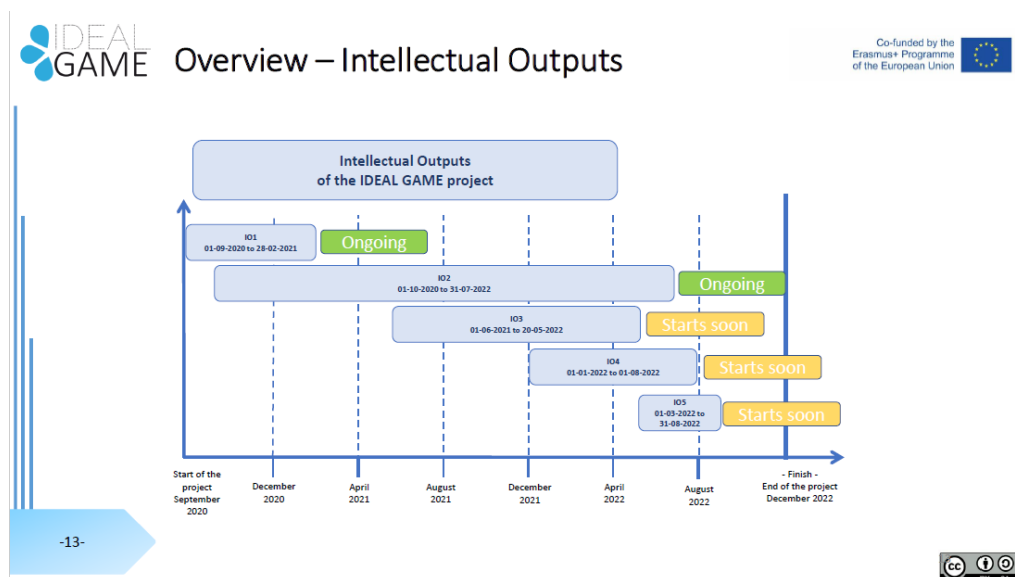 IDEAL
GAME
Overview – Intellectual Outputs
Co-funded by the
Erasmus+ Programme
of the European Union
Intellectual Outputs
of the IDEAL GAME project
IO1
01-09-2020 to 28-02-2021
Ongoing
IO2
01-10-2020 to 31-07-2022
Ongoing
IO3
01-06-2021 to 20-05-2022
Starts soon
IO4
01-01-2022 to 01-08-2022
Starts soon
IO5
01-03-2022 to
31-08-2022
Starts soon
Start of the
project
September
2020
December
2020
April
2021
August
2021
December
2021
April
2022
August
2022
- Finish -
End of the project
December 2022
-13-
cc